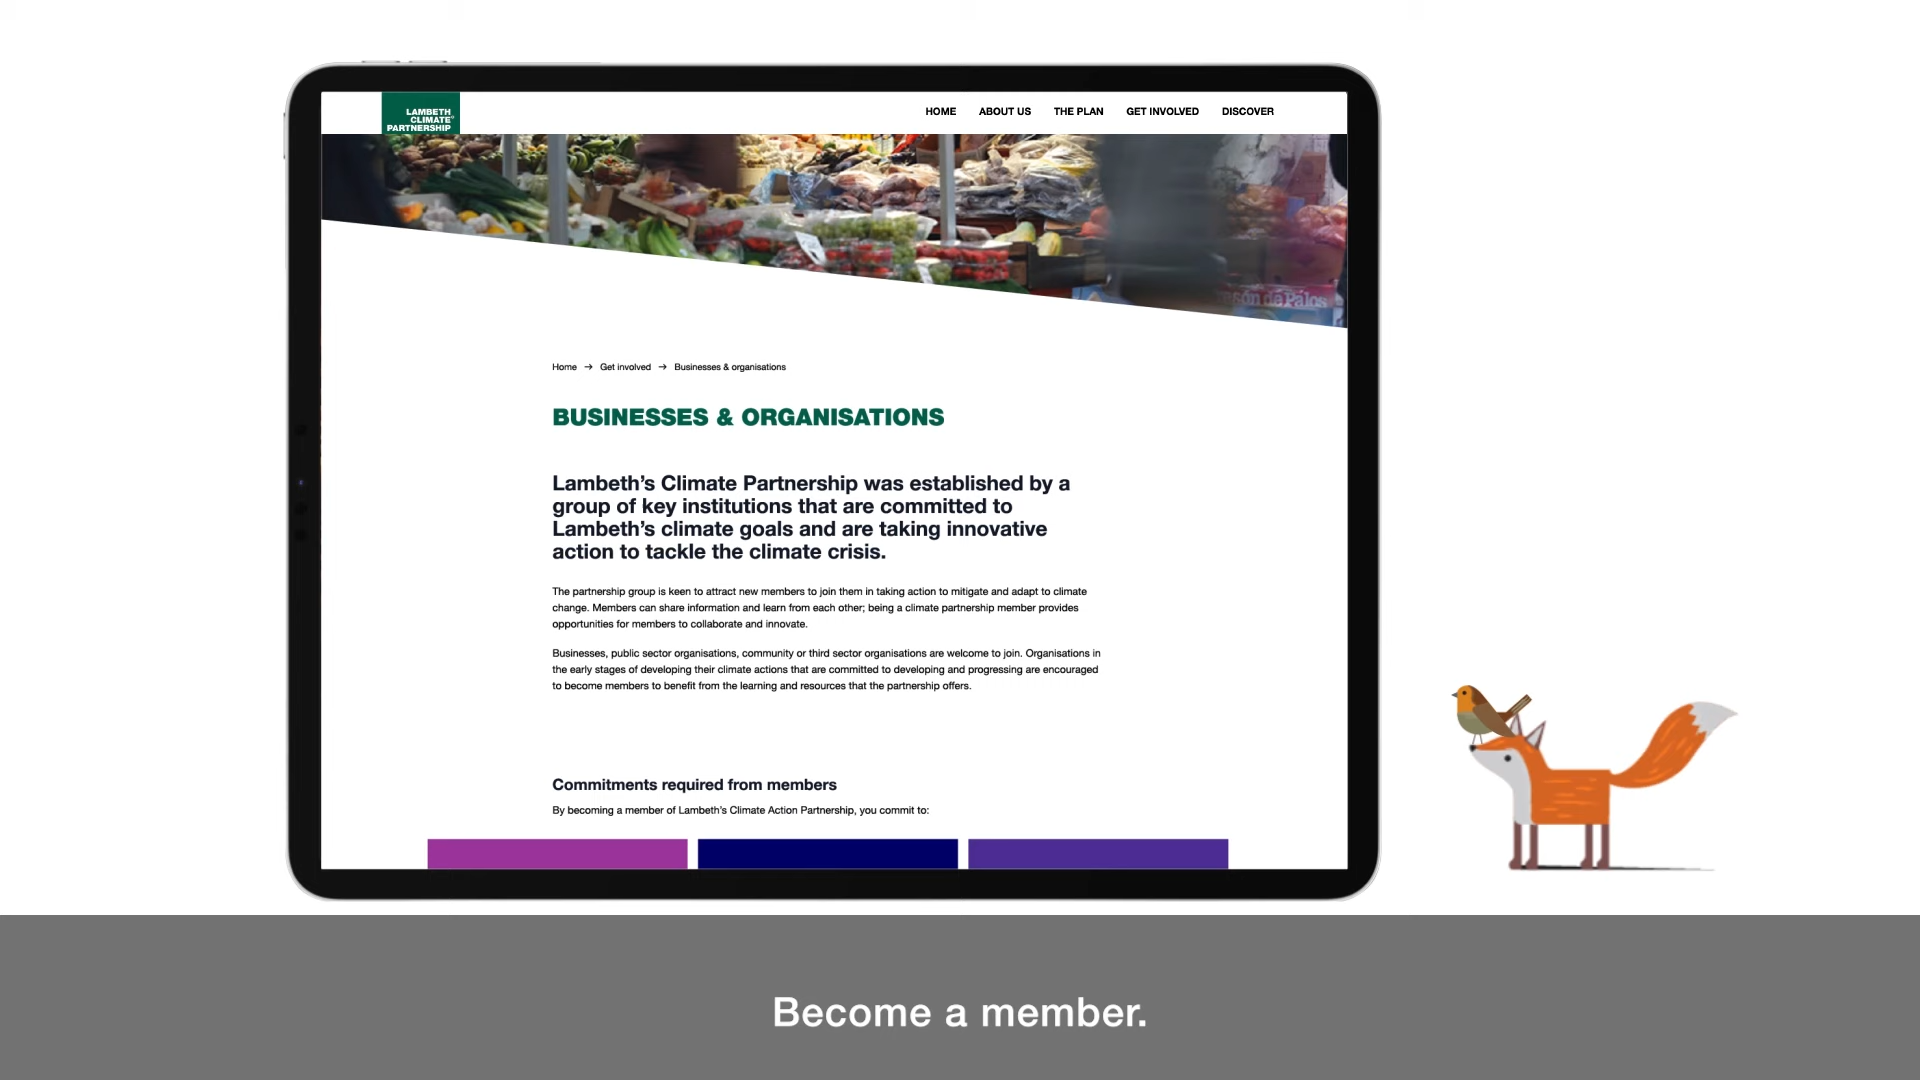 LAMBETH
CLIMATE
PARTNERSHIP
HOME ABOUT US THE PLAN GET INVOLVED DISCOVER
son de Palos
Home → Get involved → Businesses & organisations
BUSINESSES & ORGANISATIONS
Lambeth’s Climate Partnership was established by a
group of key institutions that are committed to
Lambeth’s climate goals and are taking innovative
action to tackle the climate crisis.
The partnership group is keen to attract new members to join them in taking action to mitigate and adapt to climate
change. Members can share information and learn from each other; being a climate partnership member provides
opportunities for members to collaborate and innovate.
Businesses, public sector organisations, community or third sector organisations are welcome to join. Organisations in
the early stages of developing their climate actions that are committed to developing and progressing are encouraged
to become members to benefit from the learning and resources that the partnership offers.
Commitments required from members
By becoming a member of Lambeth’s Climate Action Partnership, you commit to:
Become a member.